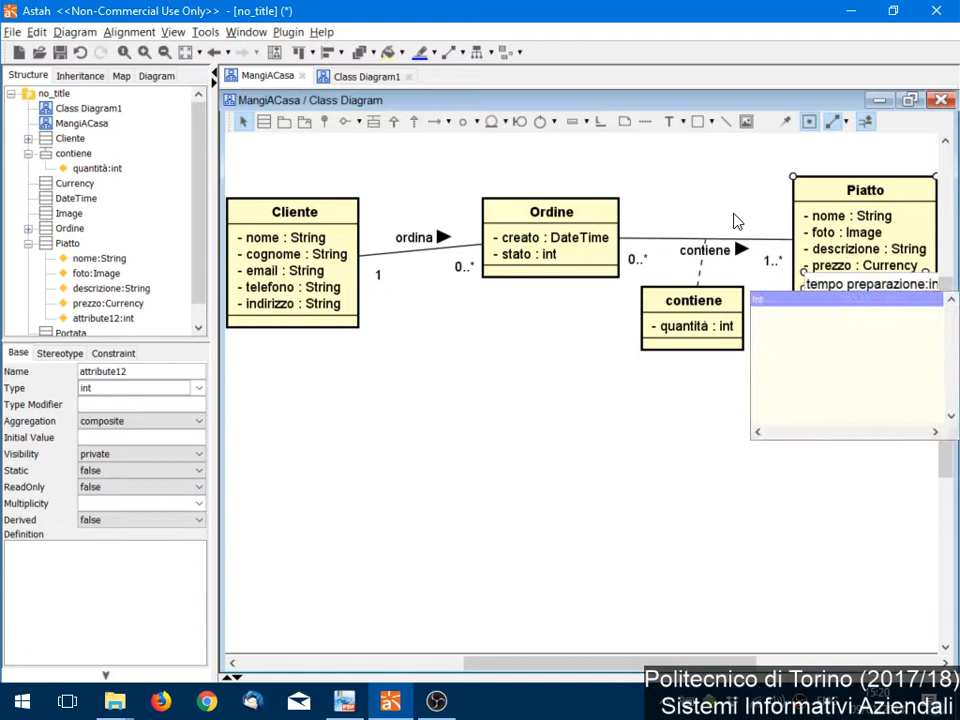 Astah <<Non-Commercial Use Only>> - [no_title] (*)
File Edit Diagram Alignment View Tools Window Plugin Help
Structure Inheritance Map Diagram
MangiACasa
Class Diagram1
no_title
Class Diagram1
MangiACasa
Cliente
contiene
quantità:int
Currency
DateTime
Image
Ordine
Piatto
nome:String
foto:Image
descrizione:String
prezzo:Currency
attribute12:int
Portata
Base Stereotype Constraint
Name attribute12
Type int
Type Modifier
Aggregation composite
Initial Value
Visibility private
Static false
ReadOnly false
Multiplicity
Derived false
Definition
MangiACasa / Class Diagram
T
Cliente
- nome : String
- cognome : String
- email : String
- telefono : String
- indirizzo : String
ordina
1
0..*
Ordine
- creato : DateTime
- stato : int
0..*
contiene
1..*
contiene
- quantità : int
Piatto
- nome : String
- foto : Image
- descrizione : String
- prezzo : Currency
tempo preparazione:in
int
Politecnico di Torino (2017/18)
Sistemi Informativi Aziendali